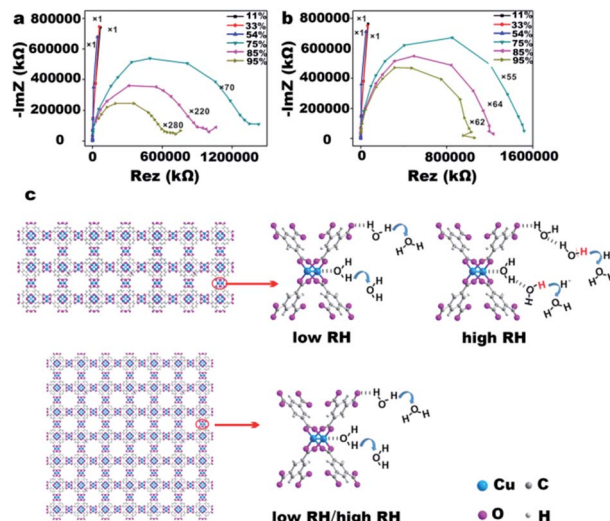 a
800000
600000
400000
200000
0
-ImZ (kΩ)
×1
×1
×1
11%
33%
54%
75%
85%
95%
×70
×220
×280
0
6000000
12000000
Rez (kΩ)
b
800000
600000
400000
200000
0
-ImZ (kΩ)
×1
×1
11%
33%
54%
75%
85%
95%
×55
×64
×62
0
800000
1600000
Rez (kΩ)
c
H
H
O
H
O
H
H
H
O
H
H
O
H
low RH
H
H
O
H
H
O
H
H
O
H
H
O
H
H
O
H
H
O
H
high RH
H
H
O
H
O
H
H
H
O
H
H
O
H
low RH/high RH
Cu
C
O
H